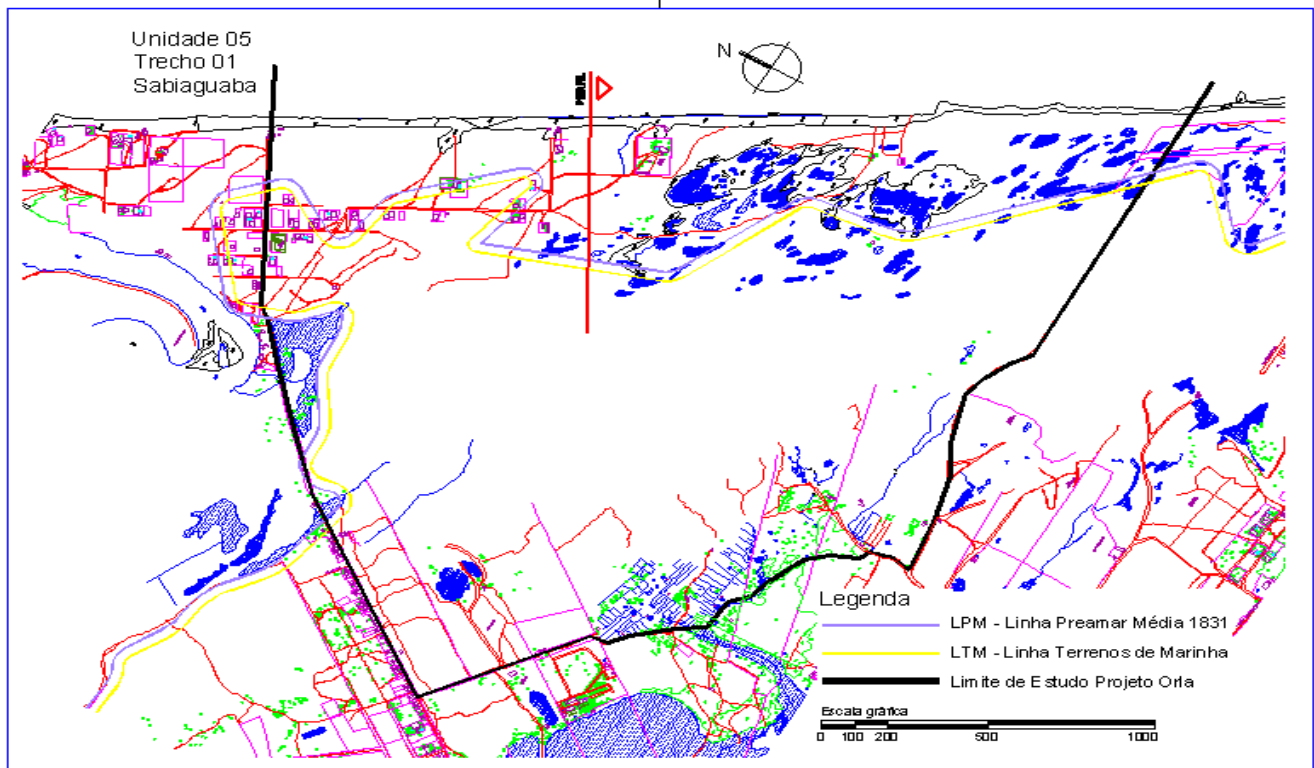 Unidade 05
Trecho 01
Sabiaguaba
N
PERFIL
Legenda
LPM - Linha Preamar Média 1831
LTM - Linha Terrenos de Marinha
Limite de Estudo Projeto Orla
Escala gráfica
0 100 200 500 1000